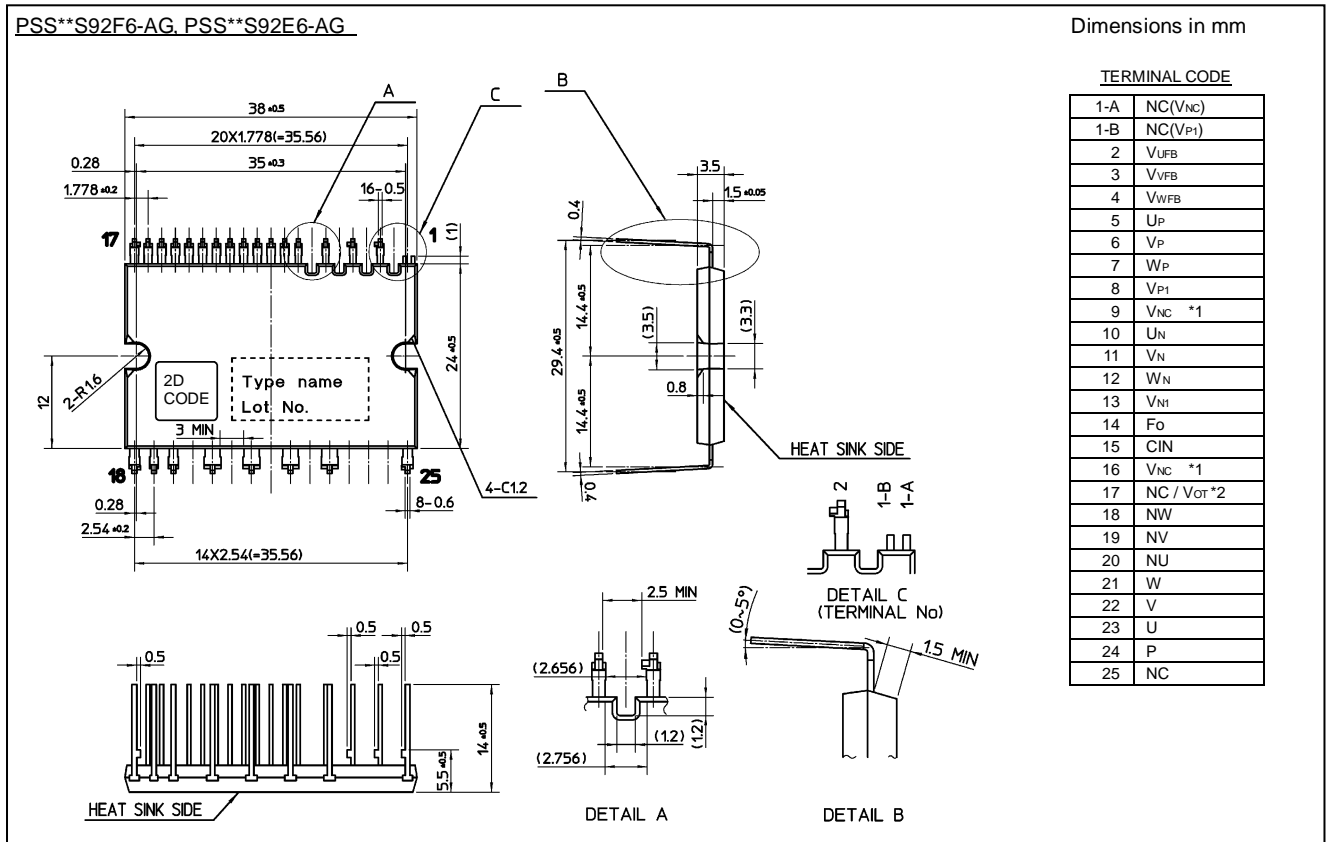 PSS**S92F6-AG, PSS**S92E6-AG
Dimensions in mm
A
C
B
38 ±0.5
20X1.778(=35.56)
35 ±0.3
0.28
1.778 ±0.2
16-0.5
17
1
(1)
24 ±0.5
12
2-R1.6
2D
CODE
Type name
Lot No.
3 MIN
18
25
4-C1.2
8-0.6
0.28
2.54 ±0.2
14X2.54(=35.56)
3.5
1.5 ±0.05
0.4
29.4 ±0.5
14.4 ±0.5
14.4 ±0.5
(3.5)
(3.3)
0.8
0.4
HEAT SINK SIDE
2
1-B
1-A
DETAIL C
(TERMINAL No)
0.5
0.5
0.5
0.5
14 ±0.5
5.5 ±0.5
HEAT SINK SIDE
2.5 MIN
(2.656)
(1.2)
(1.2)
(2.756)
DETAIL A
(0~5°)
1.5 MIN
DETAIL B
TERMINAL CODE
1-A NC(VNC)
1-B NC(VP1)
2 VUFB
3 VVFB
4 VWFB
5 UP
6 VP
7 WP
8 VP1
9 VNC *1
10 UN
11 VN
12 WN
13 VN1
14 Fo
15 CIN
16 VNC *1
17 NC / VOT *2
18 NW
19 NV
20 NU
21 W
22 V
23 U
24 P
25 NC